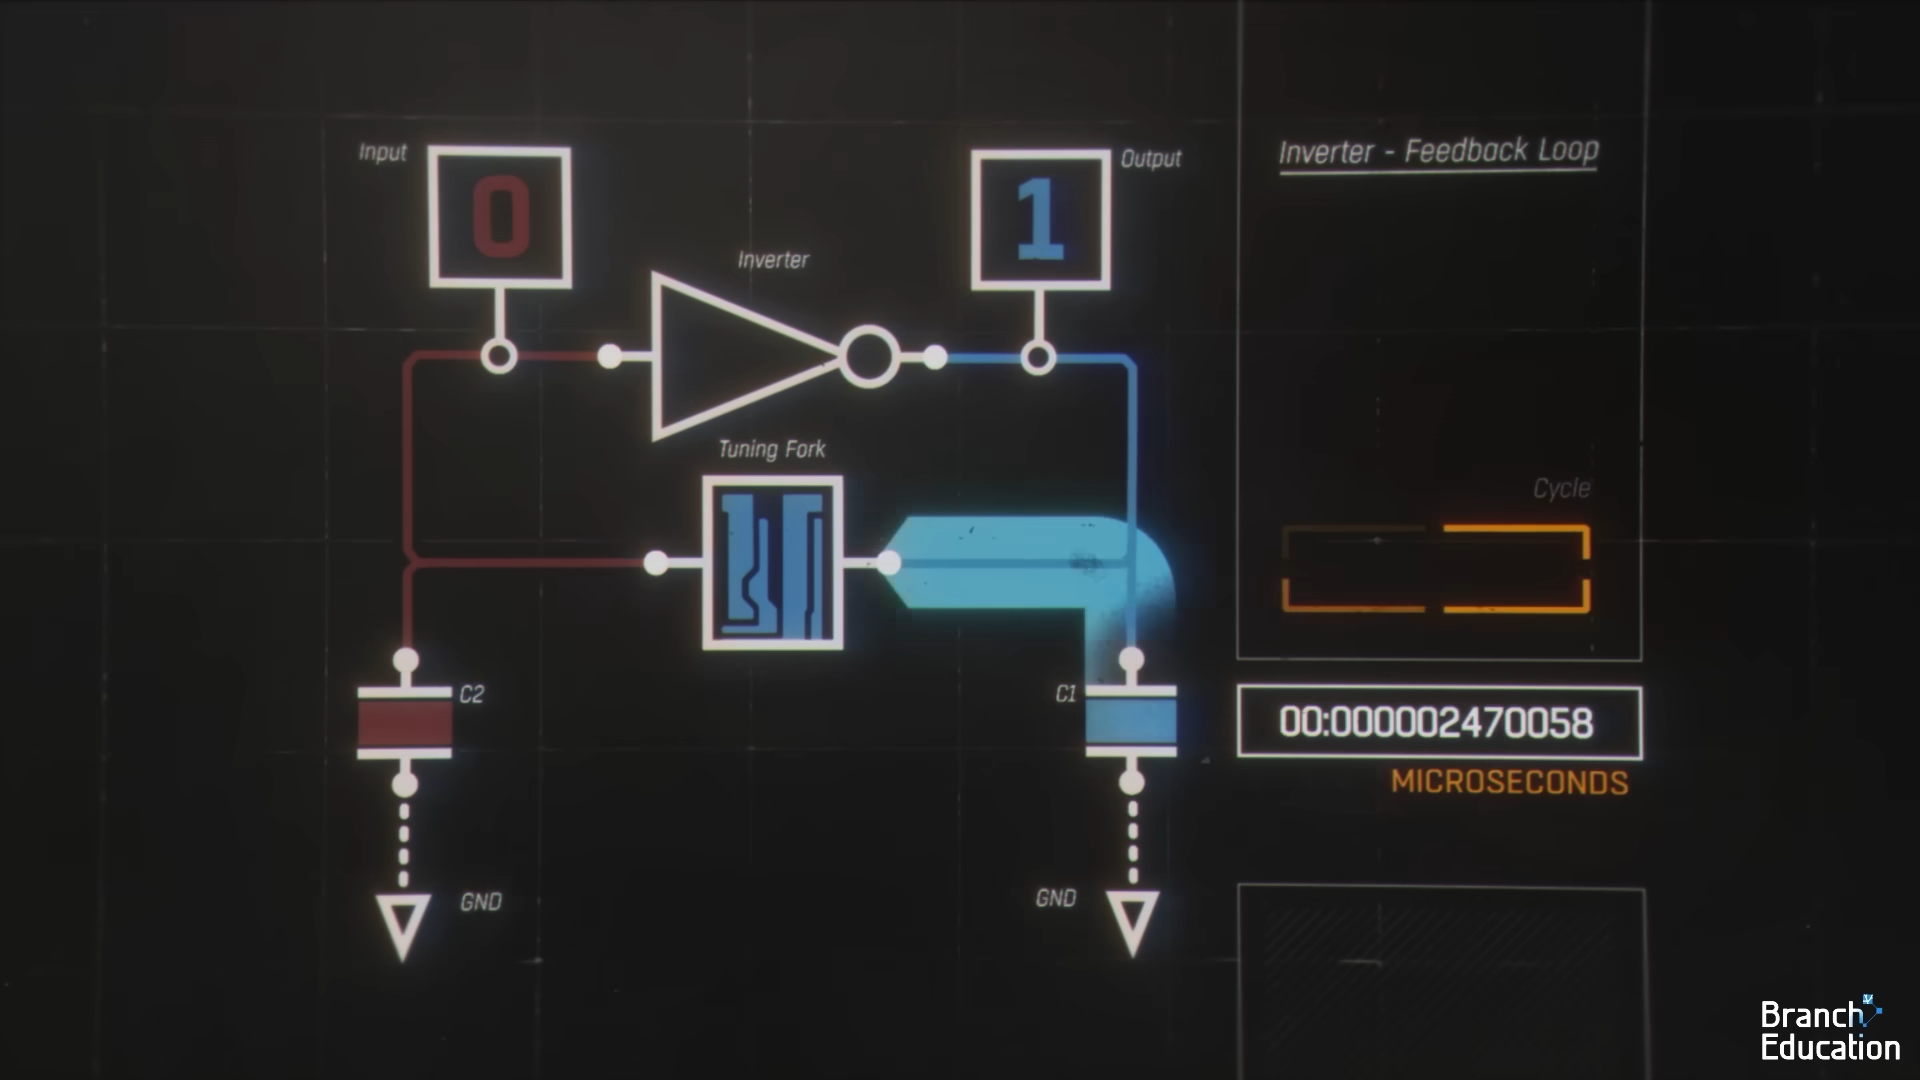 Input
0
Output
1
Inverter
Tuning Fork
C2
C1
GND
GND
Inverter - Feedback Loop
Cycle
00:000002470058
MICROSECONDS
Branch
Education